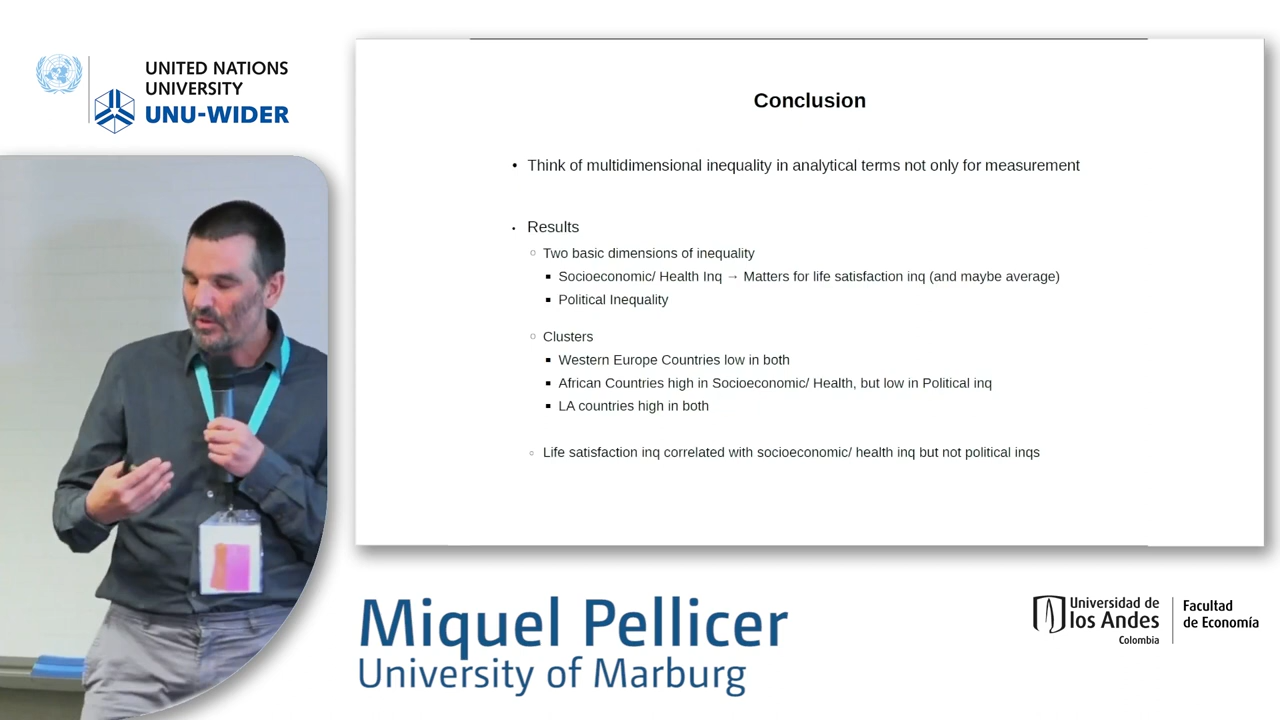 UNITED NATIONS
UNIVERSITY
UNU-WIDER
Conclusion
• Think of multidimensional inequality in analytical terms not only for measurement
• Results
○ Two basic dimensions of inequality
▪ Socioeconomic/ Health Inq → Matters for life satisfaction inq (and maybe average)
▪ Political Inequality
○ Clusters
▪ Western Europe Countries low in both
▪ African Countries high in Socioeconomic/ Health, but low in Political inq
▪ LA countries high in both
○ Life satisfaction inq correlated with socioeconomic/ health inq but not political inqs
Miquel Pellicer
University of Marburg
Universidad de
los Andes
Colombia
Facultad
de Economía